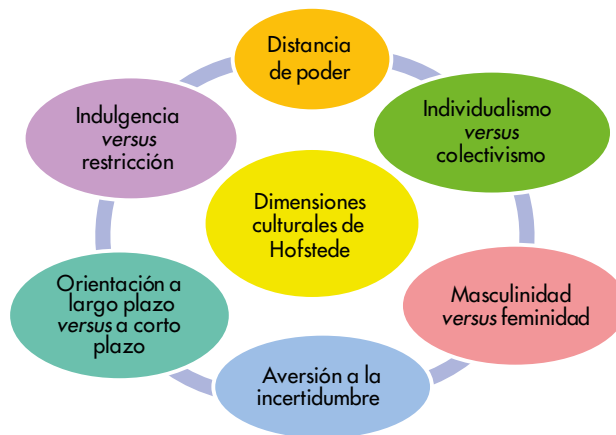 Distancia
de poder
Individualismo
versus
colectivismo
Masculinidad
versus feminidad
Aversión a la
incertidumbre
Orientación a
largo plazo
versus a corto
plazo
Indulgencia
versus
restricción
Dimensiones
culturales de
Hofstede